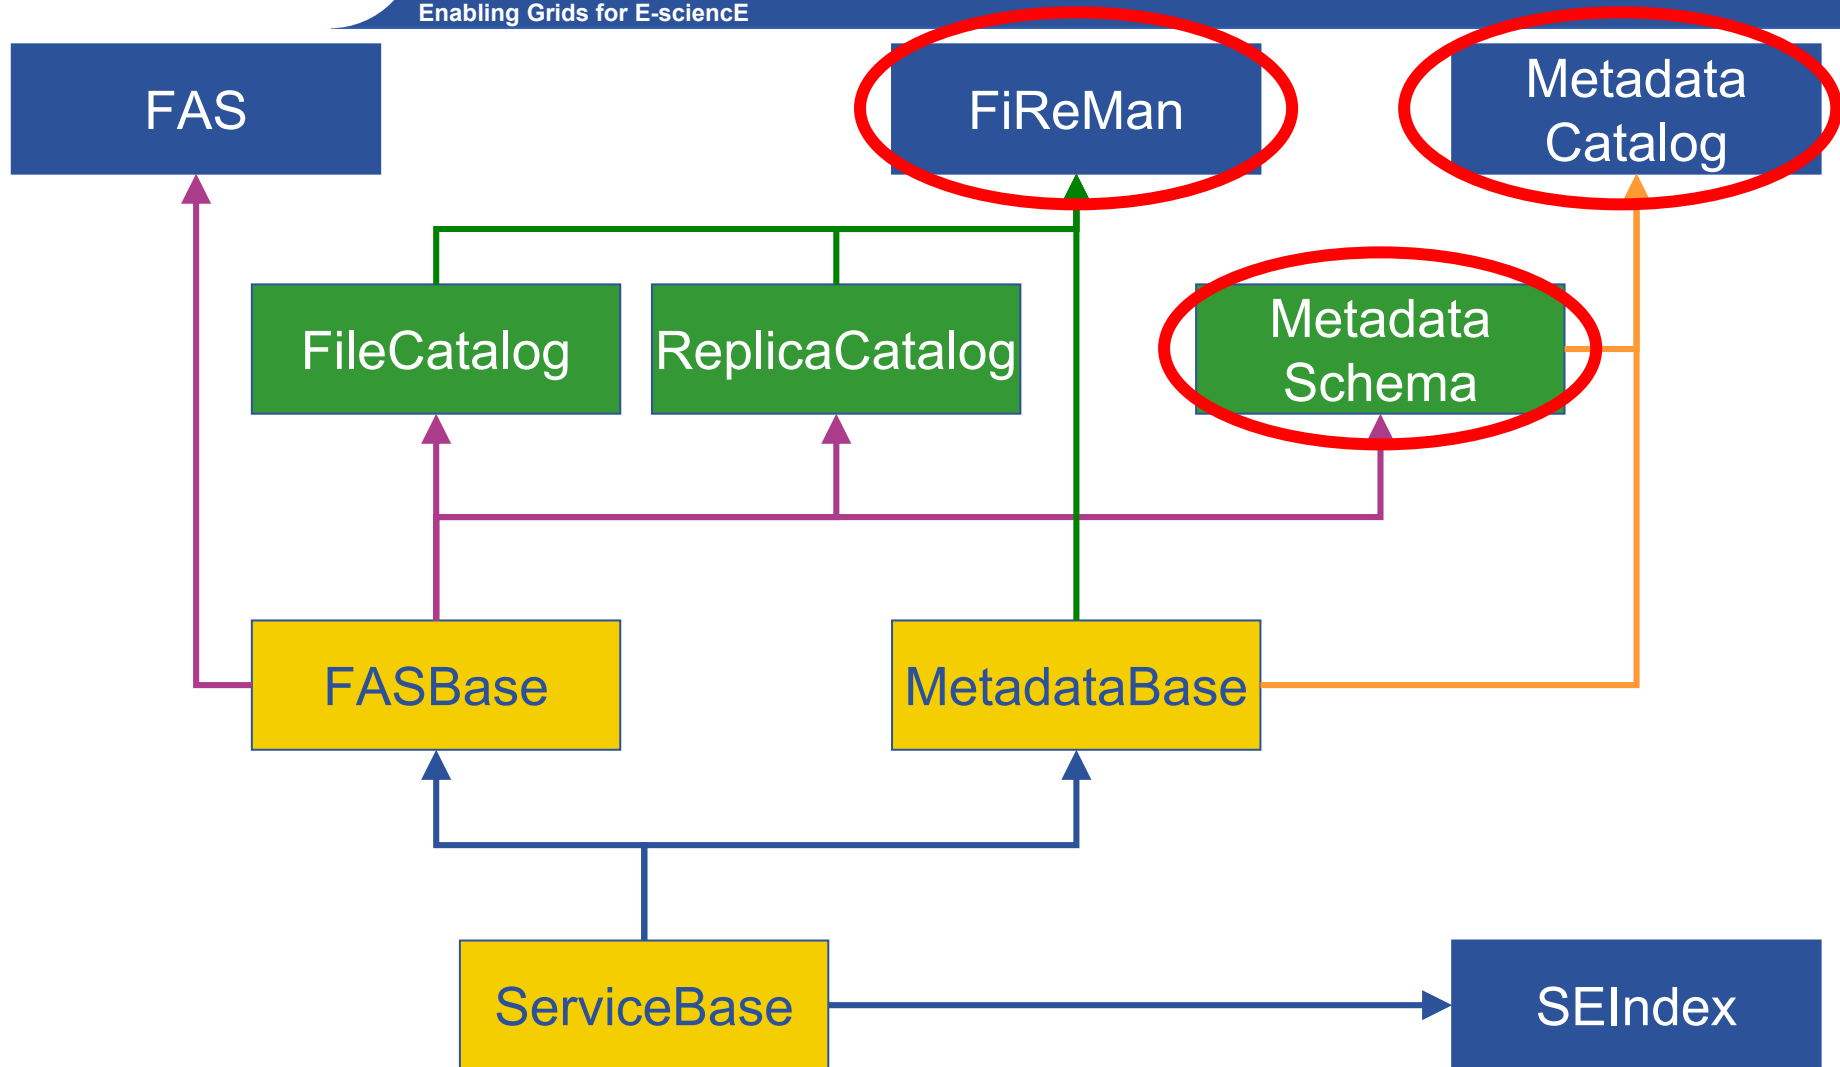 Enabling Grids for E-sciencE
FAS
FiReMan
Metadata
Catalog
FileCatalog
ReplicaCatalog
Metadata
Schema
FASBase
MetadataBase
ServiceBase
SEIndex